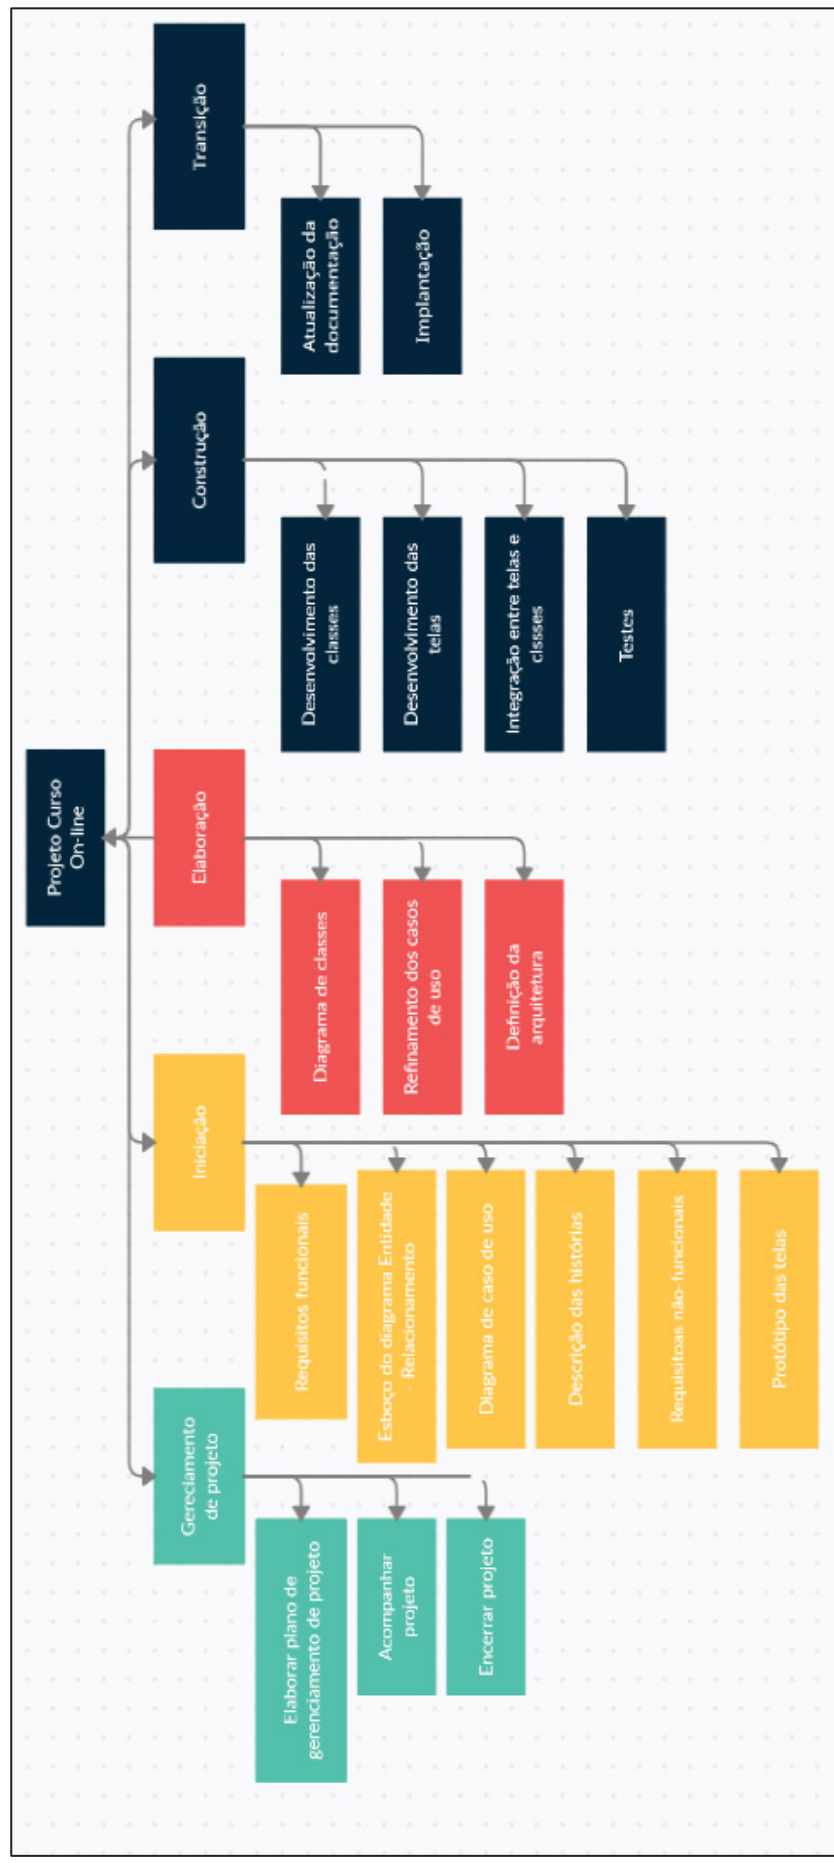 Projeto Curso
On-line
Gereciamento
de projeto
Elaborar plano de
gerenciamento de projeto
Acompanhar
projeto
Encerrar projeto
Iniciação
Requisitos funcionais
Esboço do diagrama Entidade
- Relacionamento
Diagrama de caso de uso
Descrição das histórias
Requisitoas não-funcionais
Protótipo das telas
Elaboração
Diagrama de classes
Refinamento dos casos
de uso
Definição da
arquitetura
Construção
Desenvolvimento das
classes
Desenvolvimento das
telas
Integração entre telas e
clssses
Testes
Transição
Atualização da
documentação
Implantação